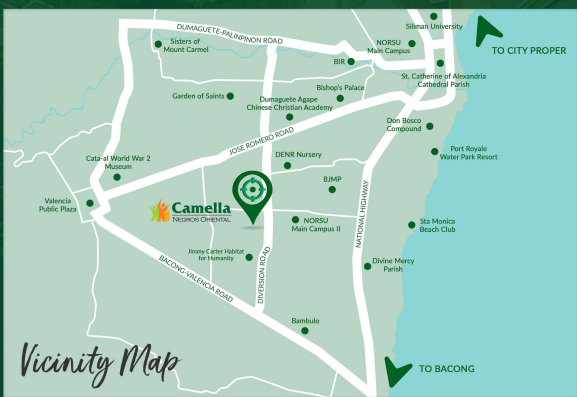 Siliman University
DUMAGUETE-PALINPINON ROAD
NORSU
Main Campus
Sisters of
Mount Carmel
TO CITY PROPER
BIR
St. Catherine of Alexandria
Cathedral Parish
Bishop's Palace
Garden of Saints
Dumaguete Agape
Chinese Christian Academy
Don Bosco
Compound
JOSE ROMERO ROAD
Port Royale
Water Park Resort
Cata-al World War 2
Museum
DENR Nursery
BJMP
Valencia
Public Plaza
Camella
NEGROS ORIENTAL
NATIONAL HIGHWAY
NORSU
Main Campus II
Sta Monica
Beach Club
Jimmy Carter Habitat
for Humanity
DIVERSION ROAD
BACONG-VALENCIA ROAD
Divine Mercy
Parish
Bambulo
Vicinity Map
TO BACONG